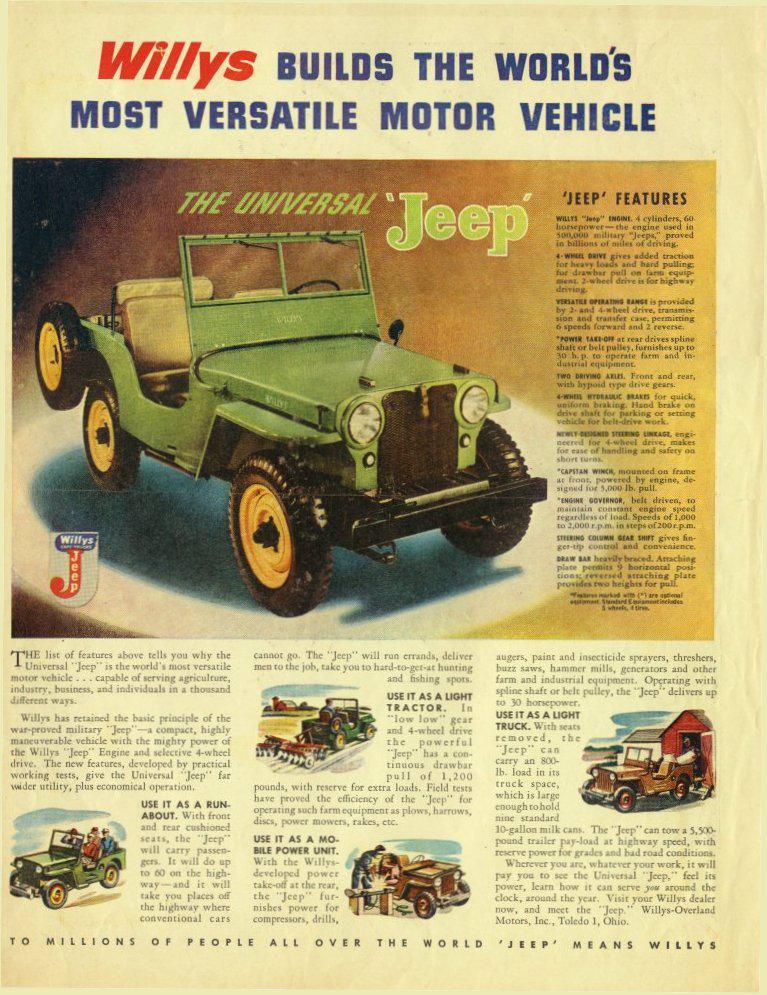 Willys BUILDS THE WORLD'S
MOST VERSATILE MOTOR VEHICLE
THE UNIVERSAL 'Jeep'
'JEEP' FEATURES
WILLYS "Jeep" ENGINE. 4 cylinders, 60
horsepower—the engine used in
500,000 military "Jeeps," proved
in billions of miles of driving.
4-WHEEL DRIVE gives added traction
for heavy loads and hard pulling;
for drawbar pull on farm equip-
ment. 2-wheel drive is for highway
driving.
VERSATILE OPERATING RANGE is provided
by 2- and 4-wheel drive, transmis-
sion and transfer case, permitting
6 speeds forward and 2 reverse.
*POWER TAKE-OFF at rear drives spline
shaft or belt pulley, furnishes up to
30 h. p. to operate farm and in-
dustrial equipment.
TWO DRIVING AXLES. Front and rear,
with hypoid type drive gears.
4-WHEEL HYDRAULIC BRAKES for quick,
uniform braking. Hand brake on
drive shaft for parking or setting
vehicle for belt-drive work.
NEWLY-DESIGNED STEERING LINKAGE, engi-
neered for 4-wheel drive, makes
for ease of handling and safety on
short turns.
*CAPSTAN WINCH, mounted on frame
at front, powered by engine, de-
signed for 5,000 lb. pull.
*ENGINE GOVERNOR, belt driven, to
maintain constant engine speed
regardless of load. Speeds of 1,000
to 2,000 r.p.m. in steps of 200 r.p.m.
STEERING COLUMN GEAR SHIFT gives fin-
ger-tip control and convenience.
DRAW BAR heavily braced. Attaching
plate permits 9 horizontal posi-
tions; reversed attaching plate
provides two heights for pull.
*Features marked with (*) are optional
equipment. Standard Equipment includes
5 wheels, 4 tires.
WILLYS
WILLYS
Willys
Jeep
THE list of features above tells you why the
Universal "Jeep" is the world's most versatile
motor vehicle . . . capable of serving agriculture,
industry, business, and individuals in a thousand
different ways.
Willys has retained the basic principle of the
war-proved military "Jeep"—a compact, highly
maneuverable vehicle with the mighty power of
the Willys "Jeep" Engine and selective 4-wheel
drive. The new features, developed by practical
working tests, give the Universal "Jeep" far
wider utility, plus economical operation.
USE IT AS A RUN-
ABOUT. With front
and rear cushioned
seats, the "Jeep"
will carry passen-
gers. It will do up
to 60 on the high-
way—and it will
take you places off
the highway where
conventional cars
cannot go. The "Jeep" will run errands, deliver
men to the job, take you to hard-to-get-at hunting
and fishing spots.
USE IT AS A LIGHT
TRACTOR. In
"low low" gear
and 4-wheel drive
the powerful
"Jeep" has a con-
tinuous drawbar
pull of 1,200
pounds, with reserve for extra loads. Field tests
have proved the efficiency of the "Jeep" for
operating such farm equipment as plows, harrows,
discs, power mowers, rakes, etc.
USE IT AS A MO-
BILE POWER UNIT.
With the Willys-
developed power
take-off at the rear,
the "Jeep" fur-
nishes power for
compressors, drills,
augers, paint and insecticide sprayers, threshers,
buzz saws, hammer mills, generators and other
farm and industrial equipment. Operating with
spline shaft or belt pulley, the "Jeep" delivers up
to 30 horsepower.
USE IT AS A LIGHT
TRUCK. With seats
removed, the
"Jeep" can
carry an 800-
lb. load in its
truck space,
which is large
enough to hold
nine standard
10-gallon milk cans. The "Jeep" can tow a 5,500-
pound trailer pay-load at highway speed, with
reserve power for grades and bad road conditions.
Wherever you are, whatever your work, it will
pay you to see the Universal "Jeep," feel its
power, learn how it can serve you around the
clock, around the year. Visit your Willys dealer
now, and meet the "Jeep." Willys-Overland
Motors, Inc., Toledo 1, Ohio.
TO MILLIONS OF PEOPLE ALL OVER THE WORLD 'JEEP' MEANS WILLYS